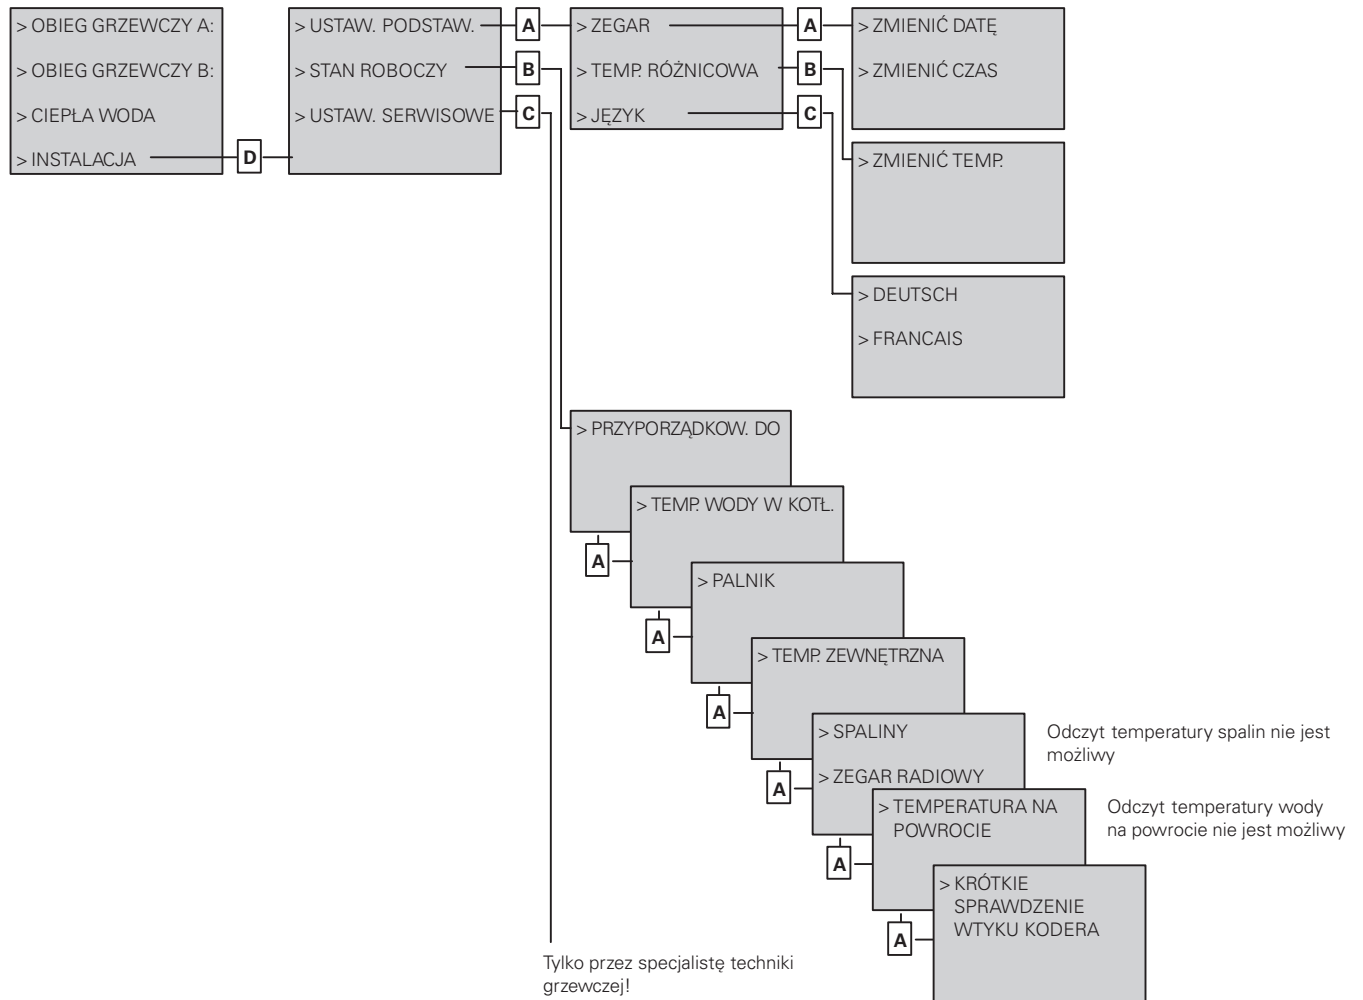 > OBIEG GRZEWCZY A:
> OBIEG GRZEWCZY B:
> CIEPŁA WODA
> INSTALACJA
D
> USTAW. PODSTAW.
> STAN ROBOCZY
> USTAW. SERWISOWE
A
B
C
> ZEGAR
> TEMP. RÓŻNICOWA
> JĘZYK
A
B
C
> ZMIENIĆ DATĘ
> ZMIENIĆ CZAS
> ZMIENIĆ TEMP.
> DEUTSCH
> FRANCAIS
> PRZYPORZĄDKOW. DO
A
> TEMP. WODY W KOTŁ.
A
> PALNIK
A
> TEMP. ZEWNĘTRZNA
A
> SPALINY
> ZEGAR RADIOWY
Odczyt temperatury spalin nie jest
możliwy
A
> TEMPERATURA NA
POWROCIE
Odczyt temperatury wody
na powrocie nie jest możliwy
A
> KRÓTKIE
SPRAWDZENIE
WTYKU KODERA
Tylko przez specjalistę techniki
grzewczej!